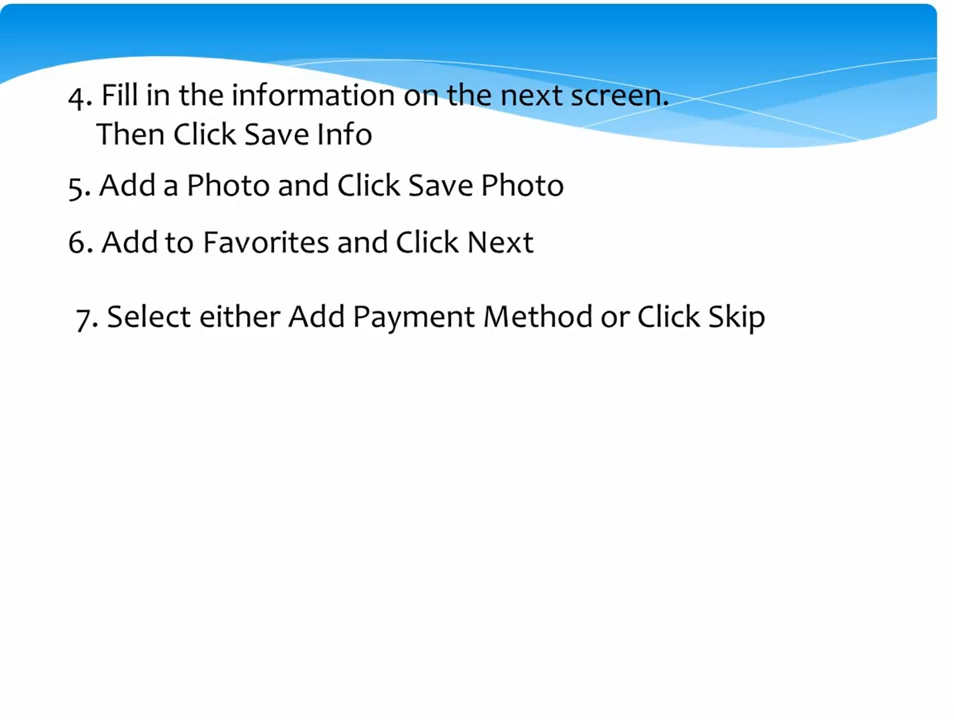 4. Fill in the information on the next screen.
Then Click Save Info
5. Add a Photo and Click Save Photo
6. Add to Favorites and Click Next
7. Select either Add Payment Method or Click Skip